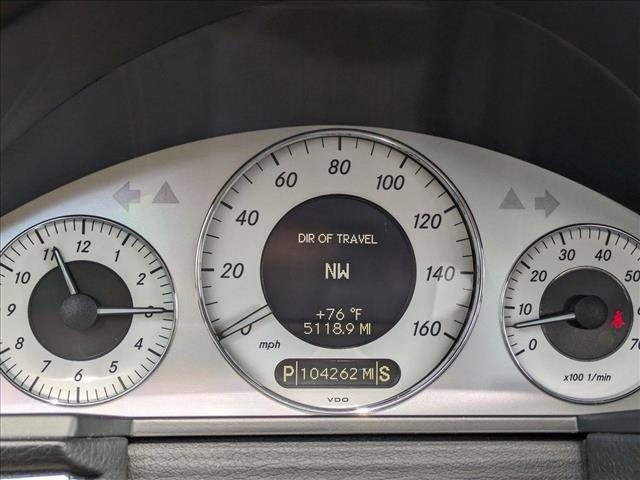 11 12 1 2 3 4 5 6 7 8 9 10
0 20 40 60 80 100 120 140 160
mph
DIR OF TRAVEL
NW
+76 °F
5118.9 MI
P 104262 MI S
VDO
0 10 20 30 40 50
70
x100 1/min